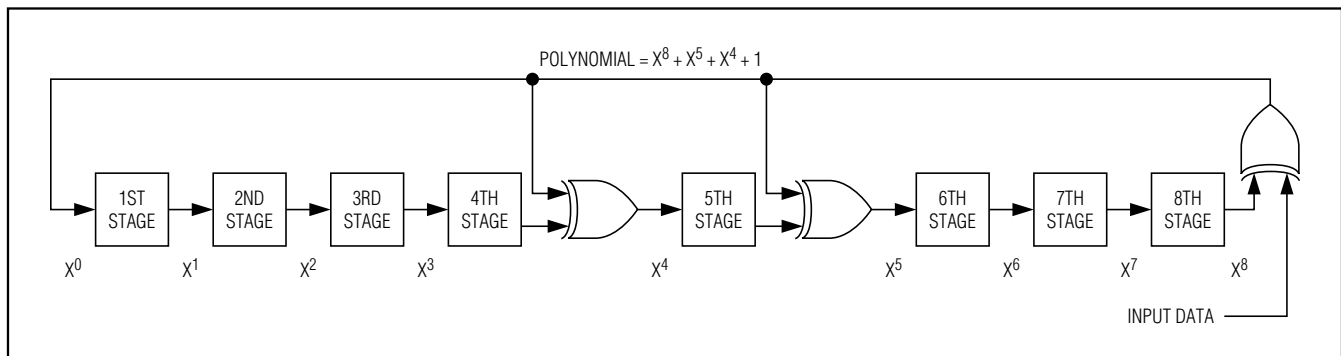 POLYNOMIAL = X⁸ + X⁵ + X⁴ + 1
1ST
STAGE
2ND
STAGE
3RD
STAGE
4TH
STAGE
5TH
STAGE
6TH
STAGE
7TH
STAGE
8TH
STAGE
X⁰
X¹
X²
X³
X⁴
X⁵
X⁶
X⁷
X⁸
INPUT DATA